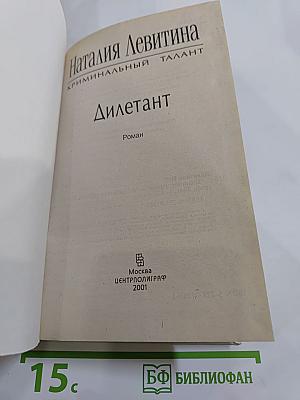 Наталия Левитина
КРИМИНАЛЬНЫЙ ТАЛАНТ
Дилетант
Роман
Москва
ЦЕНТРПОЛИГРАФ
2001
15с
БФ БИБЛИОФАН